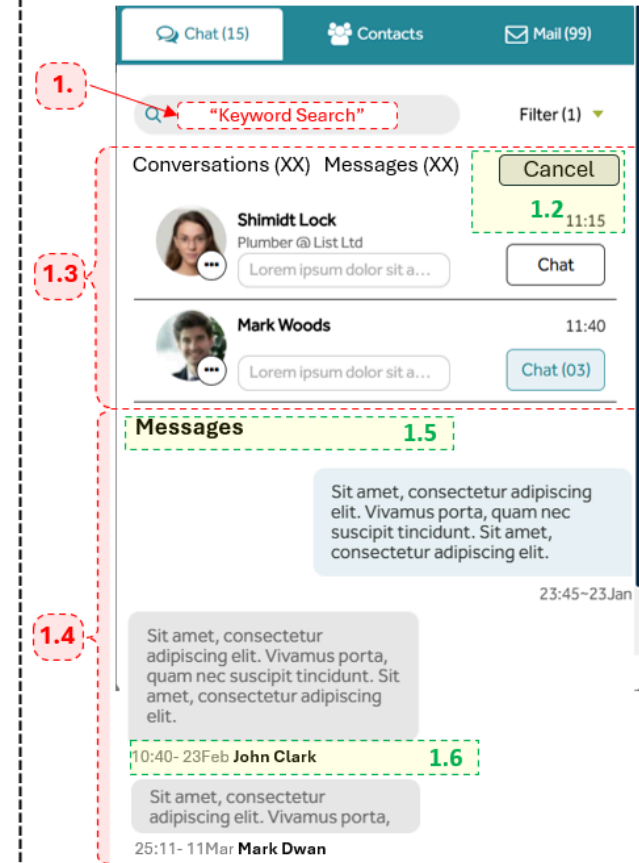 Chat (15)
Contacts
Mail (99)
1.
"Keyword Search"
Filter (1)
Conversations (XX) Messages (XX)
Cancel
1.2
Shimidt Lock
11:15
Plumber @ List Ltd
Lorem ipsum dolor sit a...
Chat
1.3
Mark Woods
11:40
Lorem ipsum dolor sit a...
Chat (03)
Messages
1.5
Sit amet, consectetur adipiscing
elit. Vivamus porta, quam nec
suscipit tincidunt. Sit amet,
consectetur adipiscing elit.
23:45~23Jan
1.4
Sit amet, consectetur
adipiscing elit. Vivamus porta,
quam nec suscipit tincidunt. Sit
amet, consectetur adipiscing
elit.
10:40- 23Feb John Clark
1.6
Sit amet, consectetur
adipiscing elit. Vivamus porta,
25:11- 11Mar Mark Dwan